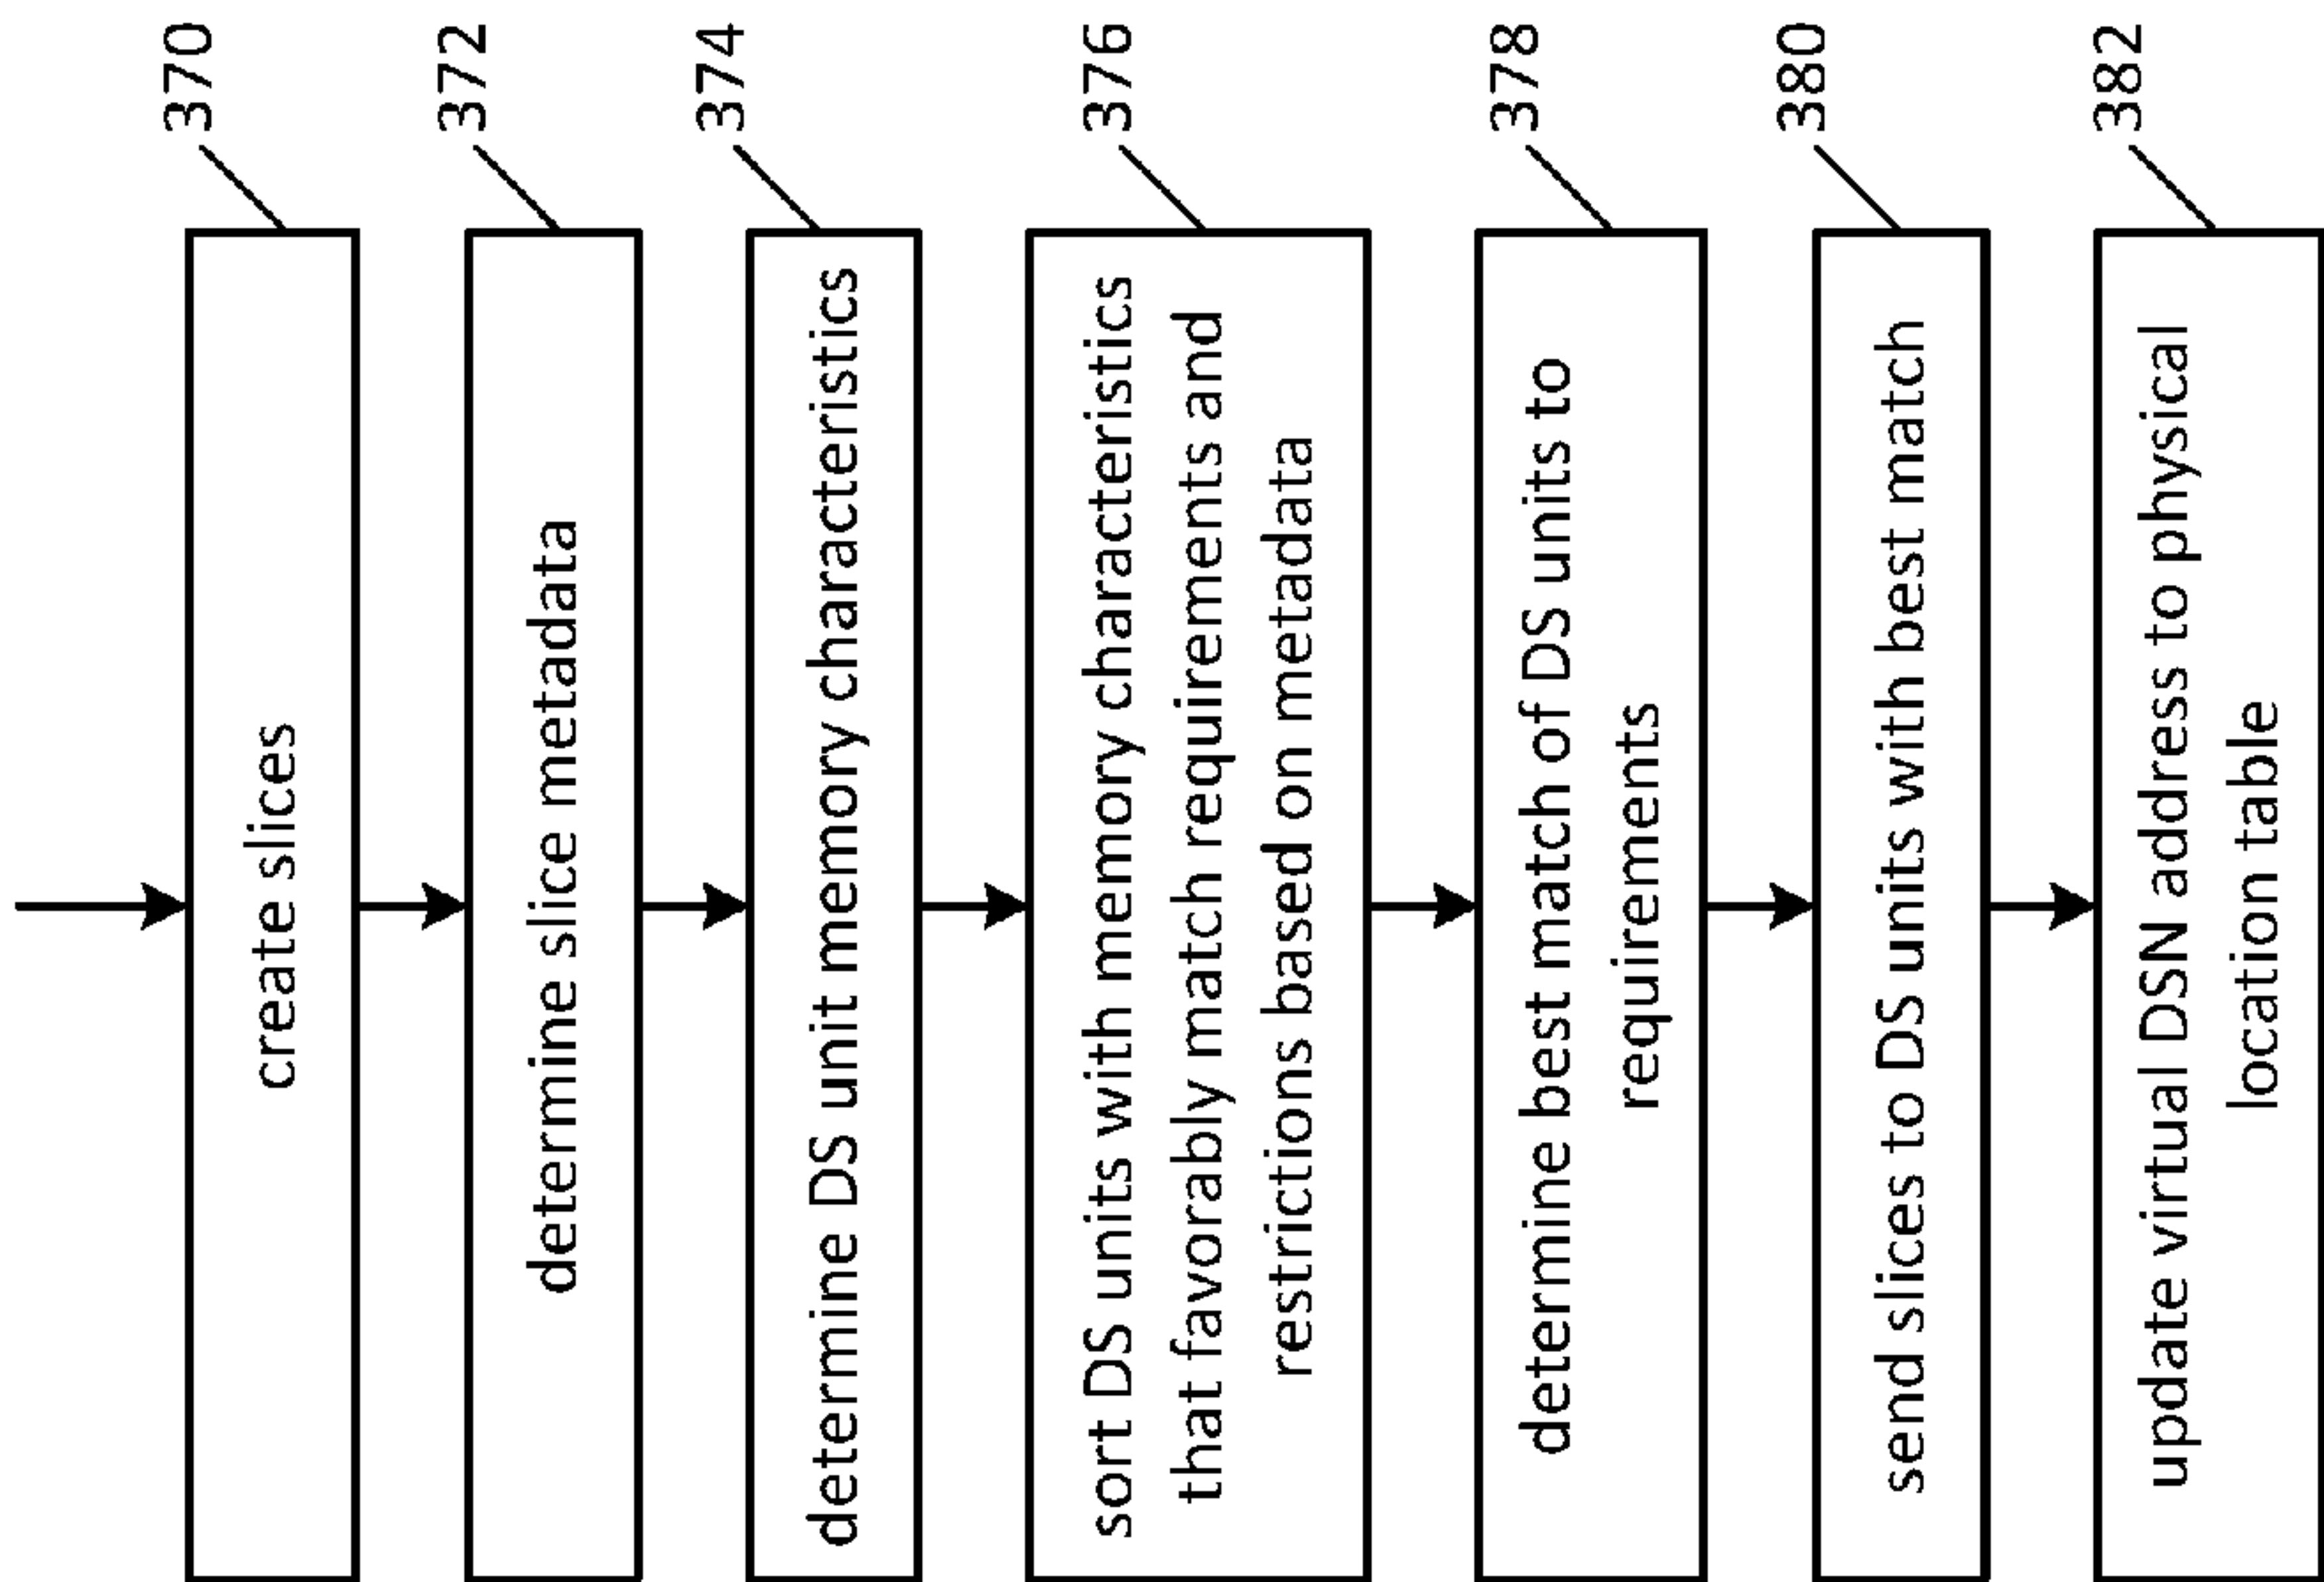 370
create slices
372
determine slice metadata
374
determine DS unit memory characteristics
376
sort DS units with memory characteristics
that favorably match requirements and
restrictions based on metadata
378
determine best match of DS units to
requirements
380
send slices to DS units with best match
382
update virtual DSN address to physical
location table